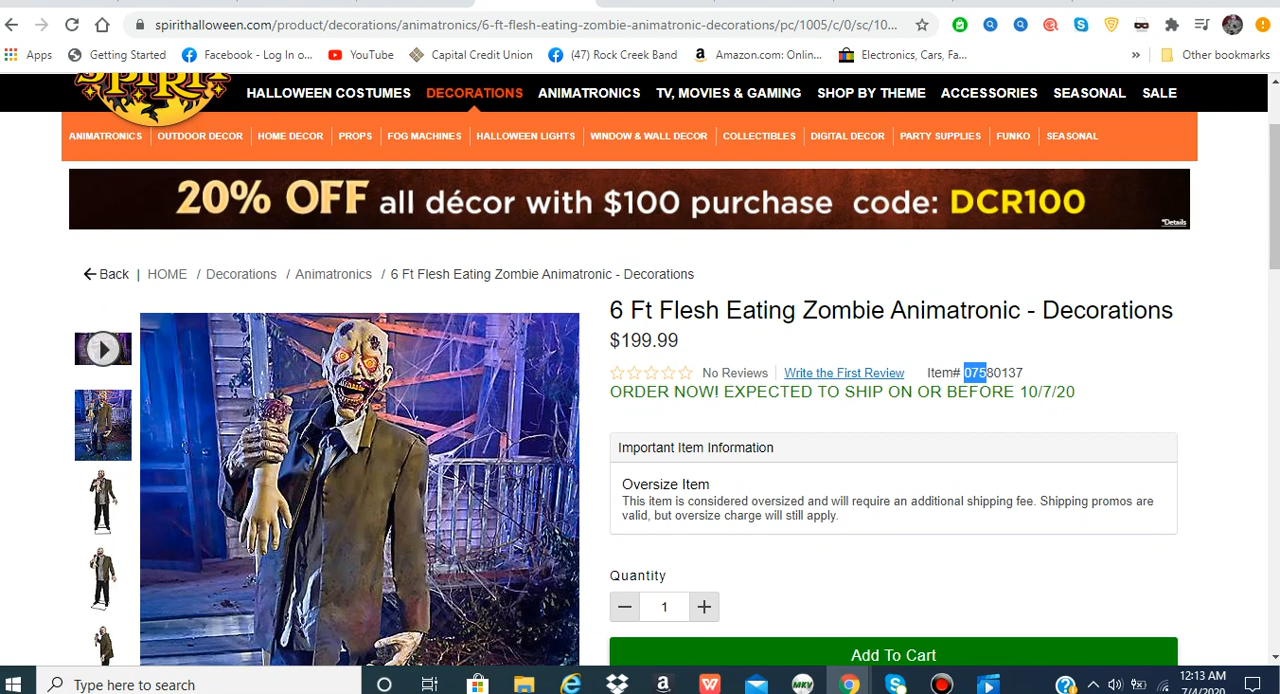 spirithalloween.com/product/decorations/animatronics/6-ft-flesh-eating-zombie-animatronic-decorations/pc/1005/c/0/sc/10...
Apps Getting Started Facebook - Log In o... YouTube Capital Credit Union (47) Rock Creek Band Amazon.com: Onlin... Electronics, Cars, Fa... » Other bookmarks
SPIRIT
HALLOWEEN COSTUMES DECORATIONS ANIMATRONICS TV, MOVIES & GAMING SHOP BY THEME ACCESSORIES SEASONAL SALE
ANIMATRONICS OUTDOOR DECOR HOME DECOR PROPS FOG MACHINES HALLOWEEN LIGHTS WINDOW & WALL DECOR COLLECTIBLES DIGITAL DECOR PARTY SUPPLIES FUNKO SEASONAL
20% OFF all décor with $100 purchase code: DCR100
*Details
Back | HOME / Decorations / Animatronics / 6 Ft Flesh Eating Zombie Animatronic - Decorations
6 Ft Flesh Eating Zombie Animatronic - Decorations
$199.99
No Reviews Write the First Review Item# 07580137
ORDER NOW! EXPECTED TO SHIP ON OR BEFORE 10/7/20
Important Item Information
Oversize Item
This item is considered oversized and will require an additional shipping fee. Shipping promos are
valid, but oversize charge will still apply.
Quantity
1
Add To Cart
Type here to search
MKV
12:13 AM
7/4/2020